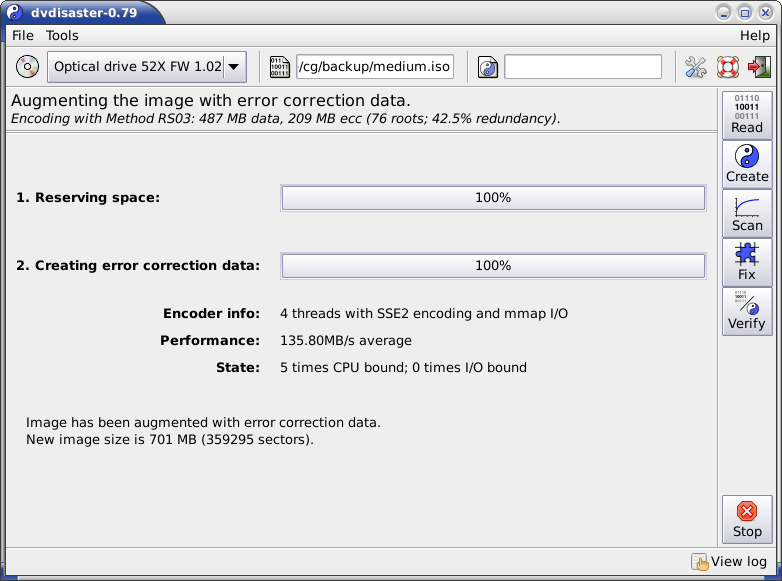 dvdisaster-0.79
File Tools Help
Optical drive 52X FW 1.02
/cg/backup/medium.iso
Augmenting the image with error correction data.
Encoding with Method RS03: 487 MB data, 209 MB ecc (76 roots; 42.5% redundancy).
1. Reserving space: 100%
2. Creating error correction data: 100%
Encoder info: 4 threads with SSE2 encoding and mmap I/O
Performance: 135.80MB/s average
State: 5 times CPU bound; 0 times I/O bound
Image has been augmented with error correction data.
New image size is 701 MB (359295 sectors).
01110
10011
00111
Read
Create
Scan
Fix
Verify
Stop
View log